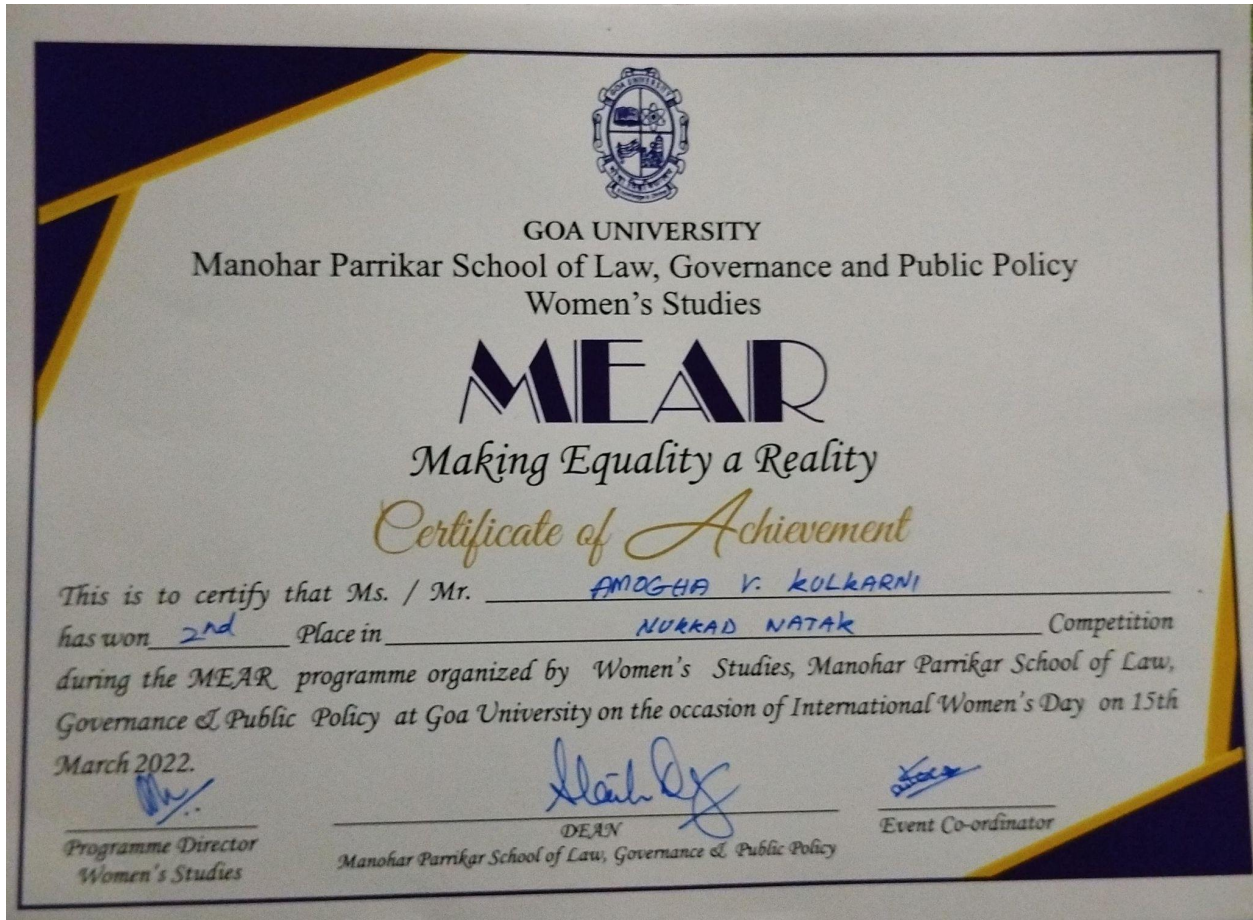 GOA UNIVERSITY
GOA UNIVERSITY
Manohar Parrikar School of Law, Governance and Public Policy
Women's Studies
MEAR
Making Equality a Reality
Certificate of Achievement
This is to certify that Ms. / Mr. AMOGHA V. KULKARNI
has won 2nd Place in NUKKAD NATAK Competition
during the MEAR programme organized by Women's Studies, Manohar Parrikar School of Law,
Governance & Public Policy at Goa University on the occasion of International Women's Day on 15th
March 2022.
Programme Director
Women's Studies
DEAN
Manohar Parrikar School of Law, Governance & Public Policy
Event Co-ordinator